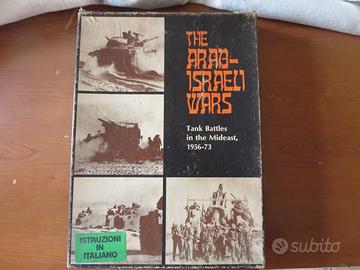 THE
ARAB-
ISRAELI
WARS
Tank Battles
in the Mideast,
1956-73
ISTRUZIONI
IN
ITALIANO
subito